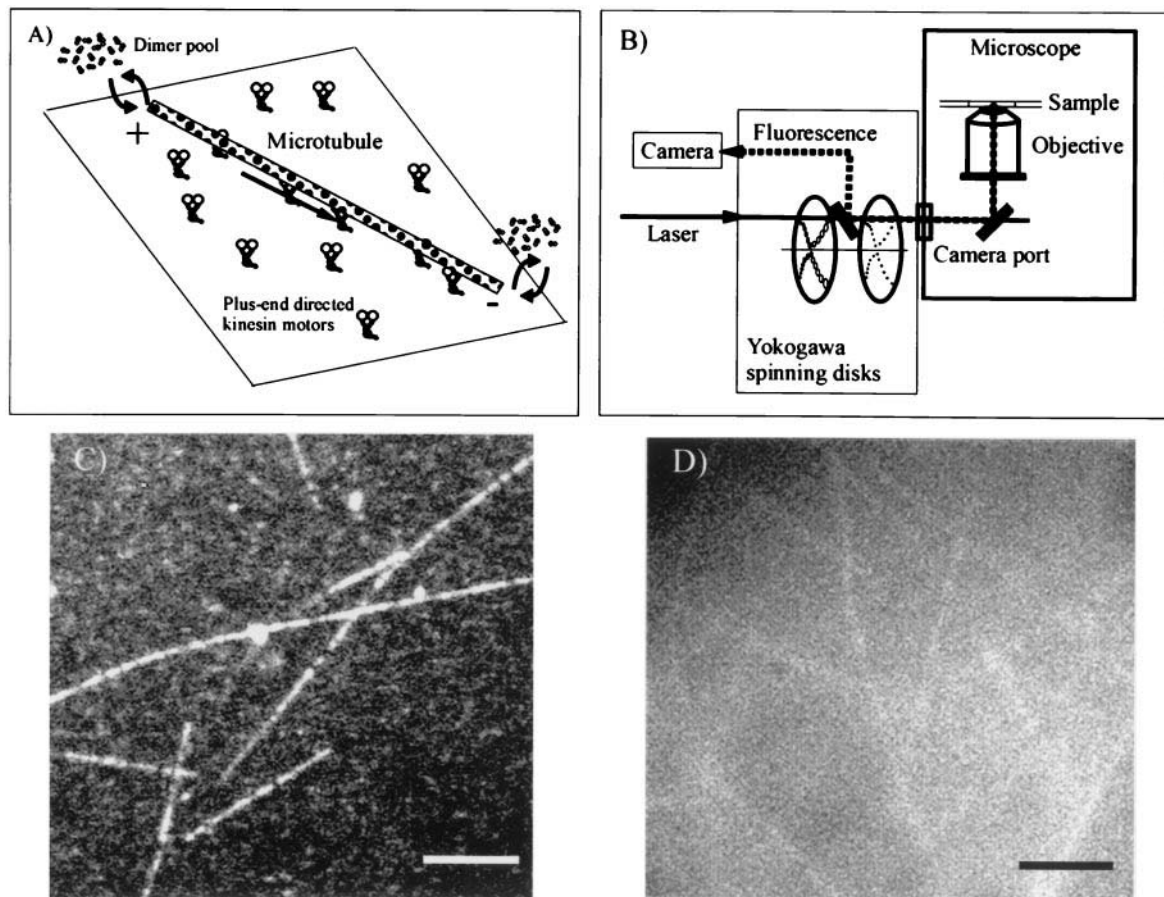 A)
Dimer pool
+
Microtubule
Plus-end directed
kinesin motors
-
B)
Microscope
Sample
Fluorescence
Camera
Objective
Laser
Camera port
Yokogawa
spinning disks
C)
D)